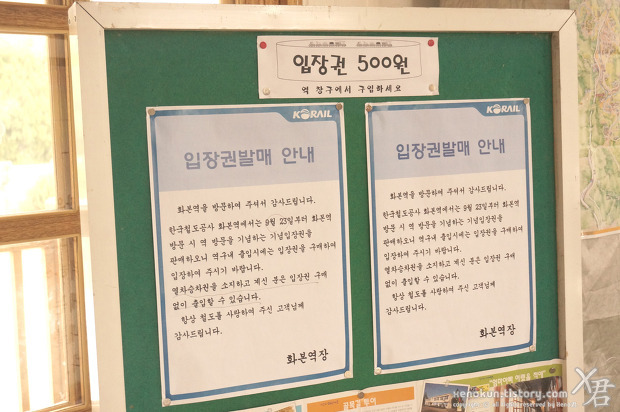 입장권 500원
역 창구에서 구입하세요
KORAIL
입장권발매 안내
화본역을 방문하여 주셔서 감사드립니다.
한국철도공사 화본역에서는 9월 23일부터 화본역
방문 시 역 방문을 기념하는 기념입장권을
판매하오니 역구내 출입시에는 입장권을 구매하여
입장하여 주시기 바랍니다.
열차승차권을 소지하고 계신 분은 입장권 구매
없이 출입할 수 있습니다.
항상 철도를 사랑하여 주신 고객님께
감사드립니다.
화본역장
KORAIL
입장권발매 안내
화본역을 방문하여 주셔서 감사드립니다.
한국철도공사 화본역에서는 9월 23일부터 화본역
방문 시 역 방문을 기념하는 기념입장권을
판매하오니 역구내 출입시에는 입장권을 구매하여
입장하여 주시기 바랍니다.
열차승차권을 소지하고 계신 분은 입장권 구매
없이 출입할 수 있습니다.
항상 철도를 사랑하여 주신 고객님께
감사드립니다.
화본역장
xenokun.tistory.com
X君